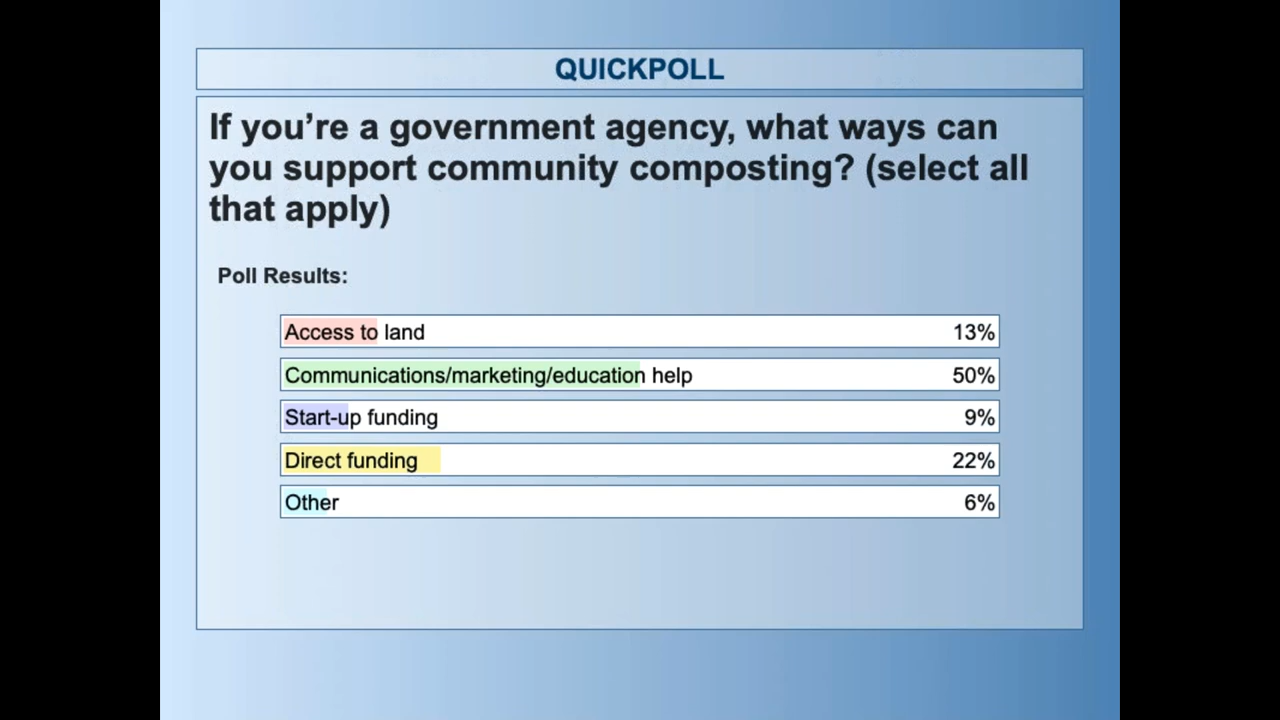 QUICKPOLL
If you’re a government agency, what ways can
you support community composting? (select all
that apply)
Poll Results:
Access to land 13%
Communications/marketing/education help 50%
Start-up funding 9%
Direct funding 22%
Other 6%